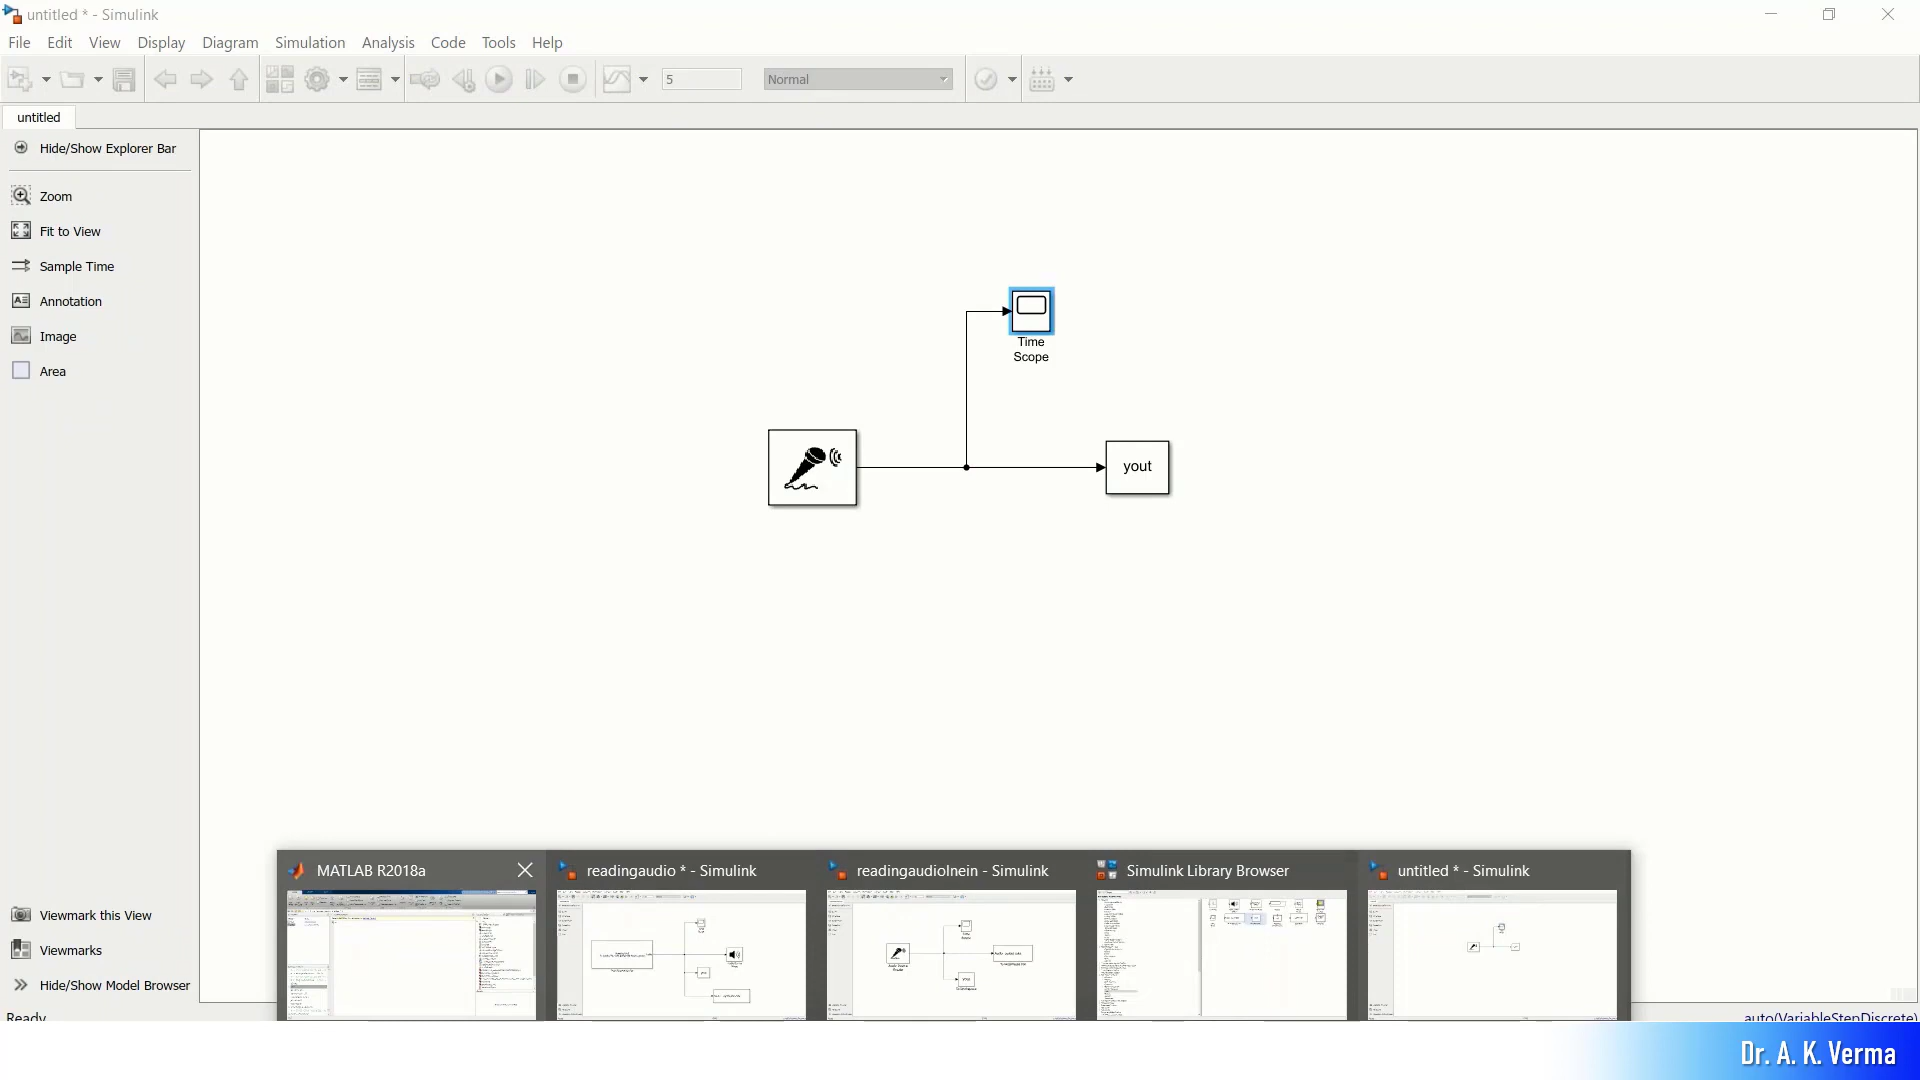 untitled * - Simulink
File Edit View Display Diagram Simulation Analysis Code Tools Help
5 Normal
untitled
Hide/Show Explorer Bar
Zoom
Fit to View
Sample Time
Annotation
Image
Area
Time
Scope
yout
MATLAB R2018a
readingaudio * - Simulink
readingaudiolnein - Simulink
Simulink Library Browser
untitled * - Simulink
Viewmark this View
Viewmarks
Hide/Show Model Browser
Ready
auto(VariableStepDiscrete)
Dr. A. K. Verma